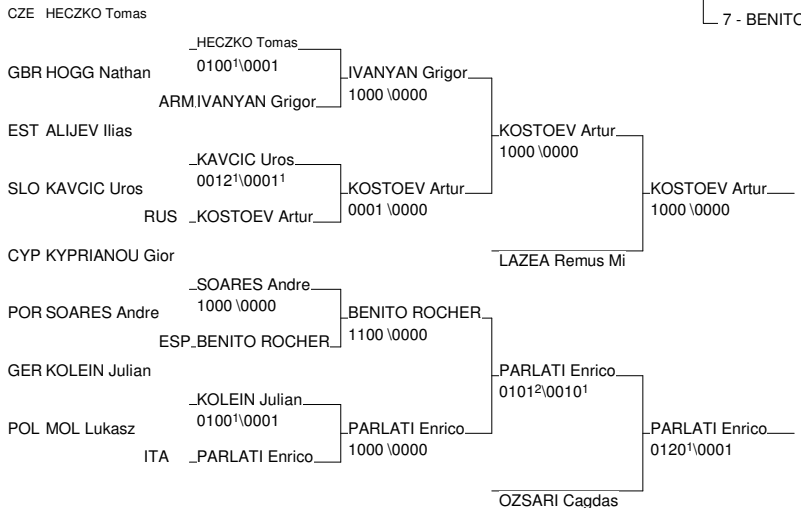 CZE HECZKO Tomas
7 - BENITO
HECZKO Tomas
0100¹\0001
GBR HOGG Nathan
IVANYAN Grigor
1000 \0000
ARM IVANYAN Grigor
EST ALIJEV Ilias
KOSTOEV Artur
1000 \0000
KAVCIC Uros
0012¹\0001¹
SLO KAVCIC Uros
KOSTOEV Artur
0001 \0000
KOSTOEV Artur
1000 \0000
RUS KOSTOEV Artur
CYP KYPRIANOU Gior
LAZEA Remus Mi
SOARES Andre
1000 \0000
POR SOARES Andre
BENITO ROCHER
1100 \0000
ESP BENITO ROCHER
GER KOLEIN Julian
PARLATI Enrico
0101²\0010¹
KOLEIN Julian
0100¹\0001
POL MOL Lukasz
PARLATI Enrico
1000 \0000
PARLATI Enrico
0120¹\0001
ITA PARLATI Enrico
OZSARI Cagdas